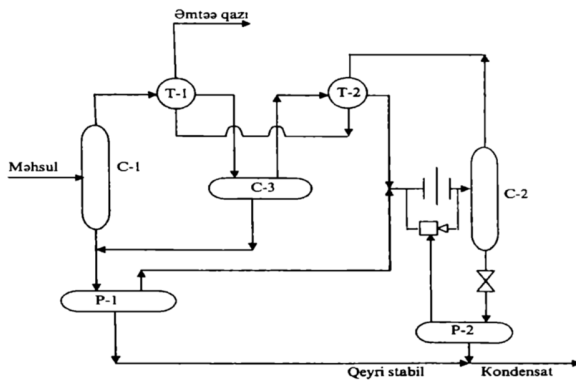 Əmtəə qazı
T-1
T-2
Məhsul
C-1
C-3
C-2
P-1
P-2
Qeyri stabil
Kondensat